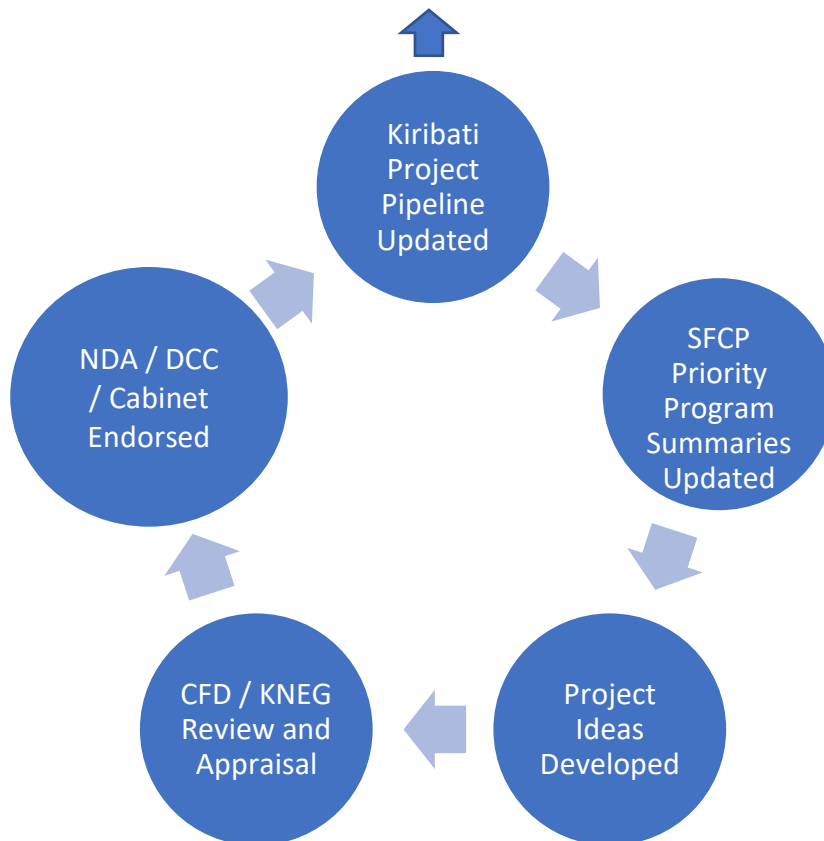 Kiribati
Project
Pipeline
Updated
SFCP
Priority
Program
Summaries
Updated
Project
Ideas
Developed
CFD / KNEG
Review and
Appraisal
NDA / DCC
/ Cabinet
Endorsed